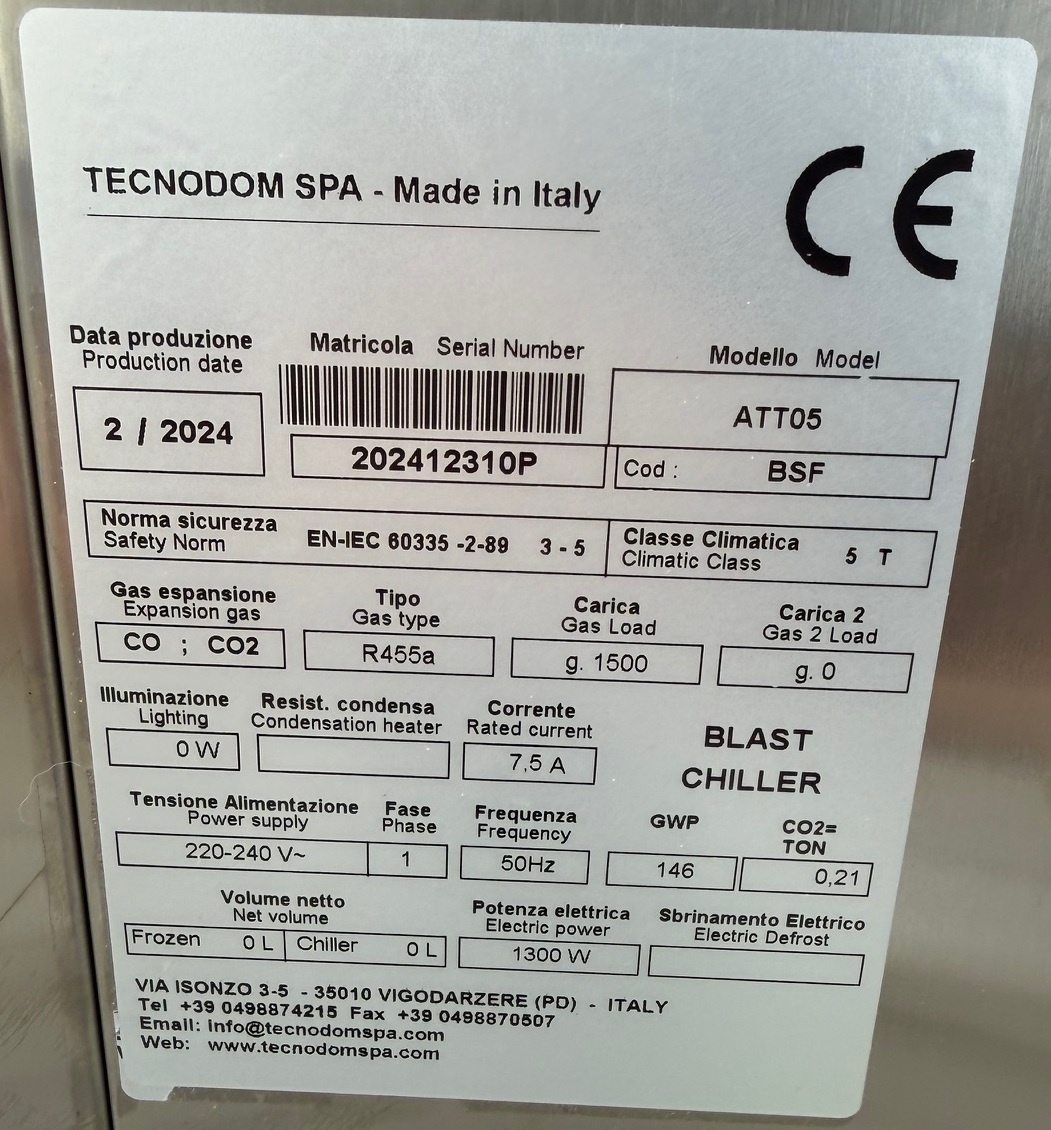 TECNODOM SPA - Made in Italy
CE
Data produzione
Production date
2 / 2024
Matricola Serial Number
202412310P
Modello Model
ATT05
Cod : BSF
Norma sicurezza
Safety Norm
EN-IEC 60335 -2-89 3 - 5
Classe Climatica
Climatic Class
5 T
Gas espansione
Expansion gas
CO ; CO2
Tipo
Gas type
R455a
Carica
Gas Load
g. 1500
Carica 2
Gas 2 Load
g. 0
Illuminazione
Lighting
0 W
Resist. condensa
Condensation heater
Corrente
Rated current
7,5 A
BLAST
CHILLER
Tensione Alimentazione
Power supply
220-240 V~
Fase
Phase
1
Frequenza
Frequency
50Hz
GWP
146
CO2=
TON
0,21
Volume netto
Net volume
Frozen 0 L Chiller 0 L
Potenza elettrica
Electric power
1300 W
Sbrinamento Elettrico
Electric Defrost
VIA ISONZO 3-5 - 35010 VIGODARZERE (PD) - ITALY
Tel +39 0498874215 Fax +39 0498870507
Email: Info@tecnodomspa.com
Web: www.tecnodomspa.com